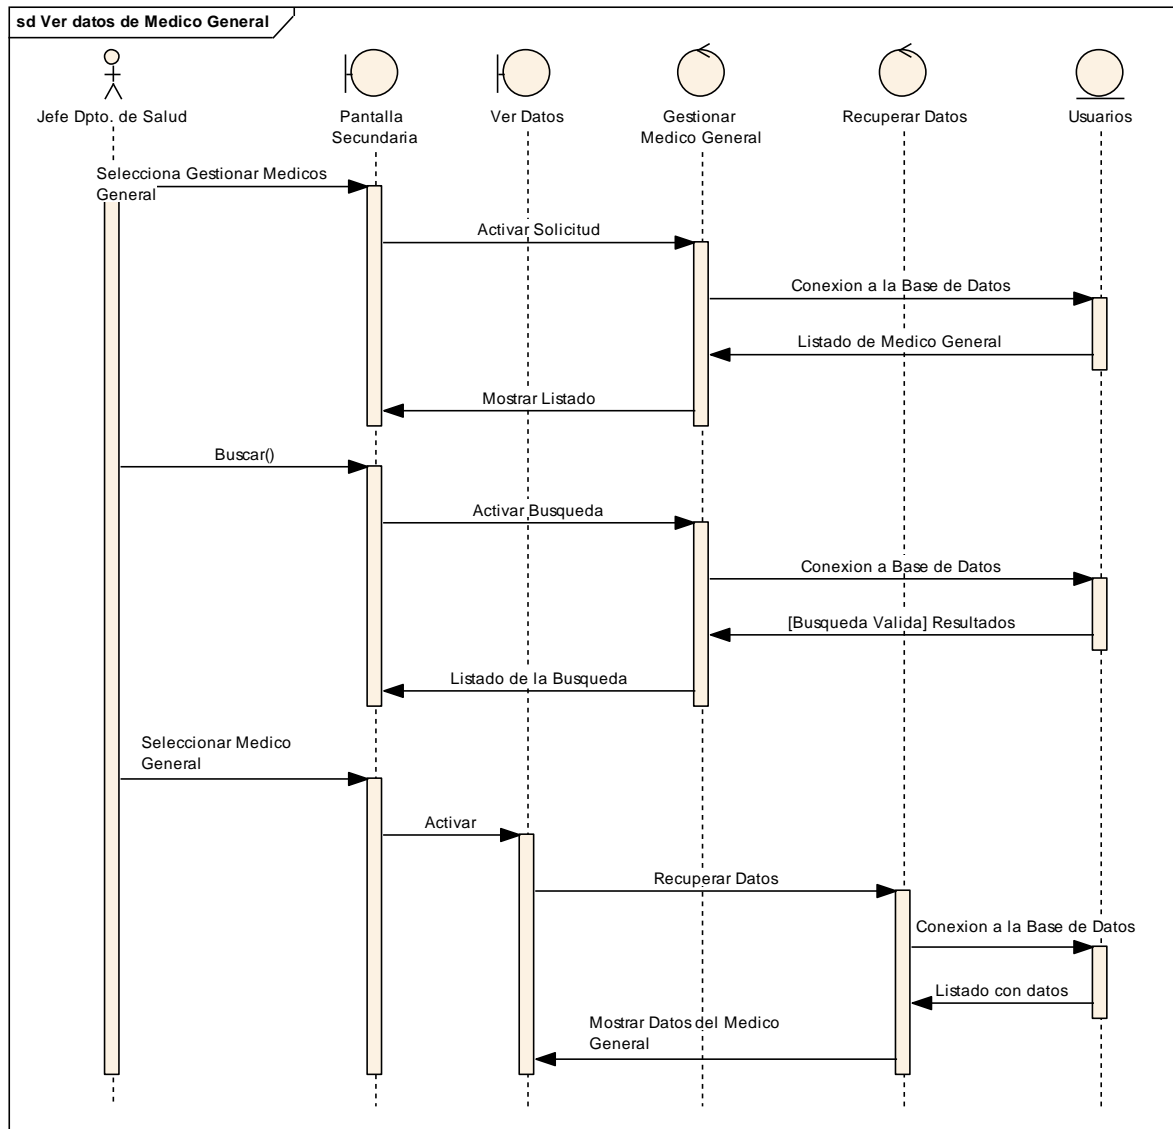 sd Ver datos de Medico General
Jefe Dpto. de Salud
Pantalla
Secundaria
Ver Datos
Gestionar
Medico General
Recuperar Datos
Usuarios
Selecciona Gestionar Medicos
General
Activar Solicitud
Conexion a la Base de Datos
Listado de Medico General
Mostrar Listado
Buscar()
Activar Busqueda
Conexion a Base de Datos
[Busqueda Valida] Resultados
Listado de la Busqueda
Seleccionar Medico
General
Activar
Recuperar Datos
Conexion a la Base de Datos
Listado con datos
Mostrar Datos del Medico
General